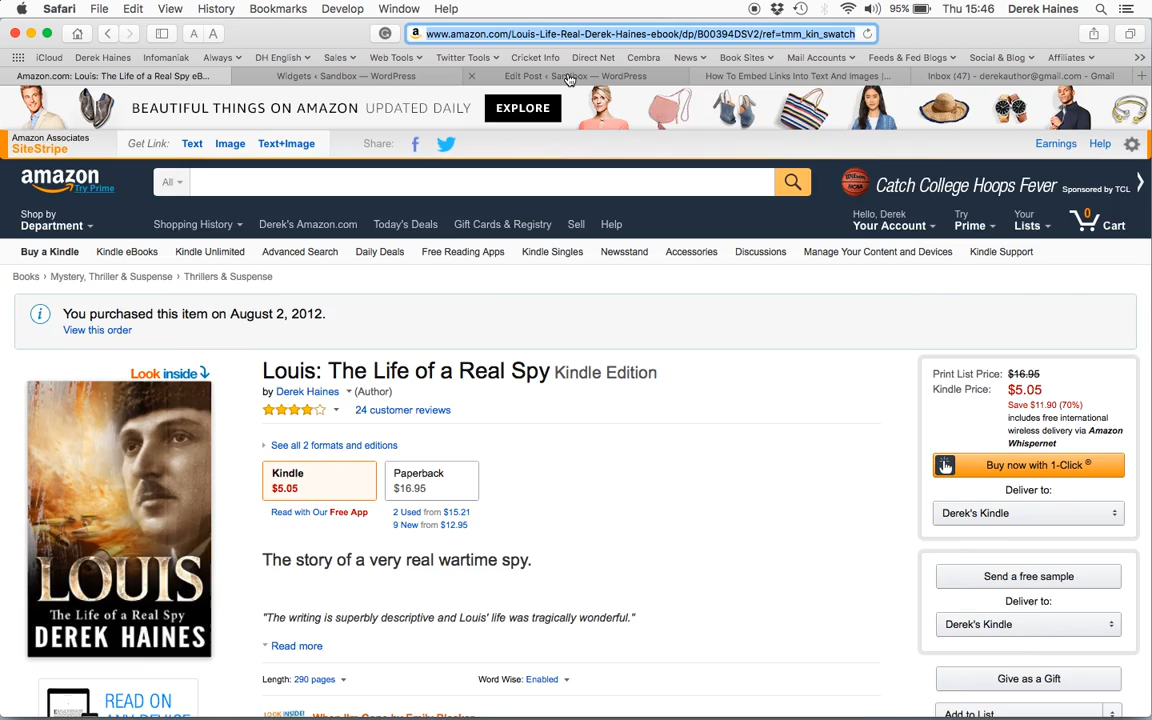 Safari File Edit View History Bookmarks Develop Window Help 95% Thu 15:46 Derek Haines
A A www.amazon.com/Louis-Life-Real-Derek-Haines-ebook/dp/B00394DSV2/ref=tmm_kin_swatch
iCloud Derek Haines Infomaniak Always DH English Sales Web Tools Twitter Tools Cricket Info Direct Net Cembra News Book Sites Mail Accounts Feeds & Fed Blogs Social & Blog Affiliates
Amazon.com: Louis: The Life of a Real Spy eB... Widgets ‹ Sandbox — WordPress Edit Post ‹ Sandbox — WordPress How To Embed Links Into Text And Images |... Inbox (47) - derekauthor@gmail.com - Gmail
BEAUTIFUL THINGS ON AMAZON UPDATED DAILY EXPLORE
Amazon Associates
SiteStripe
Get Link: Text Image Text+Image Share: Earnings Help
amazon
Try Prime
All
Catch College Hoops Fever Sponsored by TCL
Shop by
Department
Shopping History Derek's Amazon.com Today's Deals Gift Cards & Registry Sell Help
Hello, Derek
Your Account
Try
Prime
Your
Lists
0
Cart
Buy a Kindle Kindle eBooks Kindle Unlimited Advanced Search Daily Deals Free Reading Apps Kindle Singles Newsstand Accessories Discussions Manage Your Content and Devices Kindle Support
Books › Mystery, Thriller & Suspense › Thrillers & Suspense
You purchased this item on August 2, 2012.
View this order
Look inside
LOUIS
The Life of a Real Spy
DEREK HAINES
READ ON
ANY DEVICE
Louis: The Life of a Real Spy Kindle Edition
by Derek Haines (Author)
24 customer reviews
See all 2 formats and editions
Kindle
$5.05
Paperback
$16.95
Read with Our Free App
2 Used from $15.21
9 New from $12.95
The story of a very real wartime spy.
"The writing is superbly descriptive and Louis' life was tragically wonderful."
Read more
Length: 290 pages Word Wise: Enabled
LOOK INSIDE!
Print List Price: $16.95
Kindle Price: $5.05
Save $11.90 (70%)
includes free international
wireless delivery via Amazon
Whispernet
Buy now with 1-Click ®
Deliver to:
Derek's Kindle
Send a free sample
Deliver to:
Derek's Kindle
Give as a Gift
Add to List